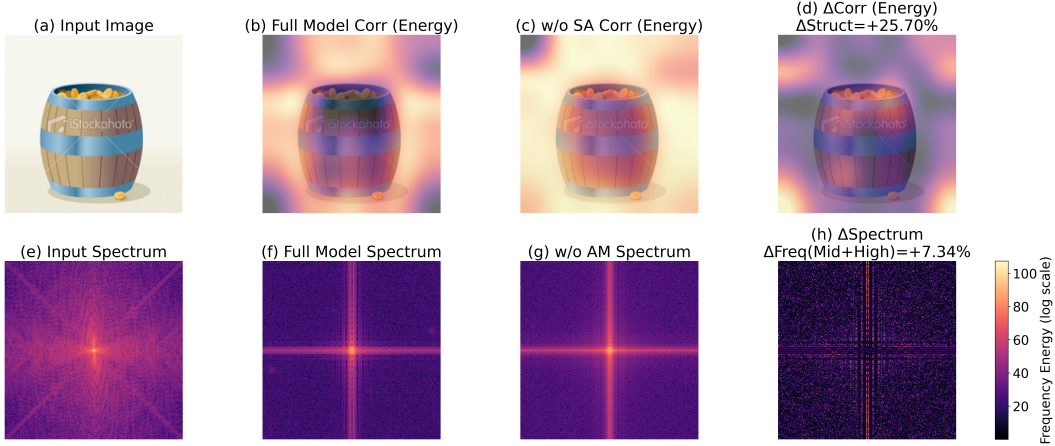 (a) Input Image
(b) Full Model Corr (Energy)
(c) w/o SA Corr (Energy)
(d) ΔCorr (Energy)
ΔStruct=+25.70%
iStockphoto®
iStockphoto®
iStockphoto®
iStockphoto®
(e) Input Spectrum
(f) Full Model Spectrum
(g) w/o AM Spectrum
(h) ΔSpectrum
ΔFreq(Mid+High)=+7.34%
100
80
60
40
20
Frequency Energy (log scale)